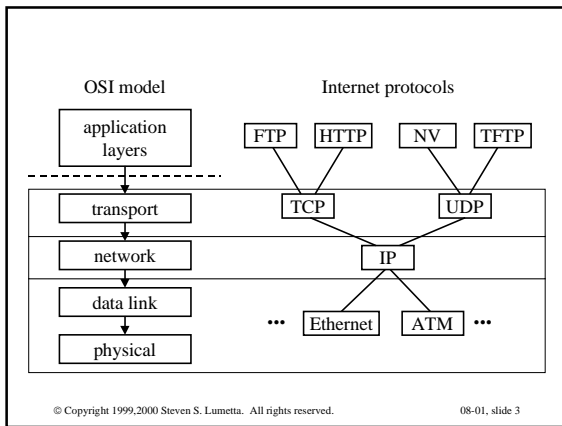 OSI model Internet protocols
application
layers
FTP HTTP NV TFTP
transport TCP UDP
network IP
data link
••• Ethernet ATM •••
physical
© Copyright 1999,2000 Steven S. Lumetta. All rights reserved. 08-01, slide 3